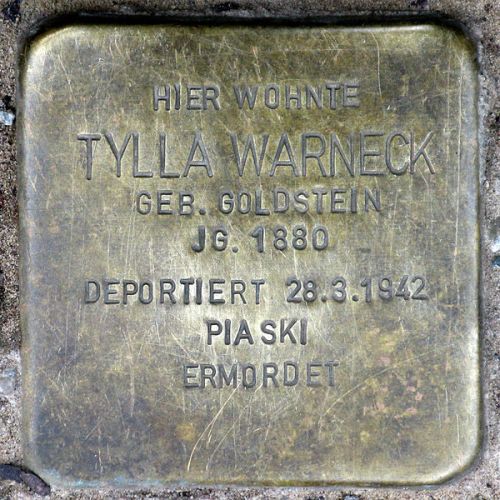 HIER WOHNTE
TYLLA WARNECK
GEB. GOLDSTEIN
JG. 1880
DEPORTIERT 28.3.1942
PIASKI
ERMORDET